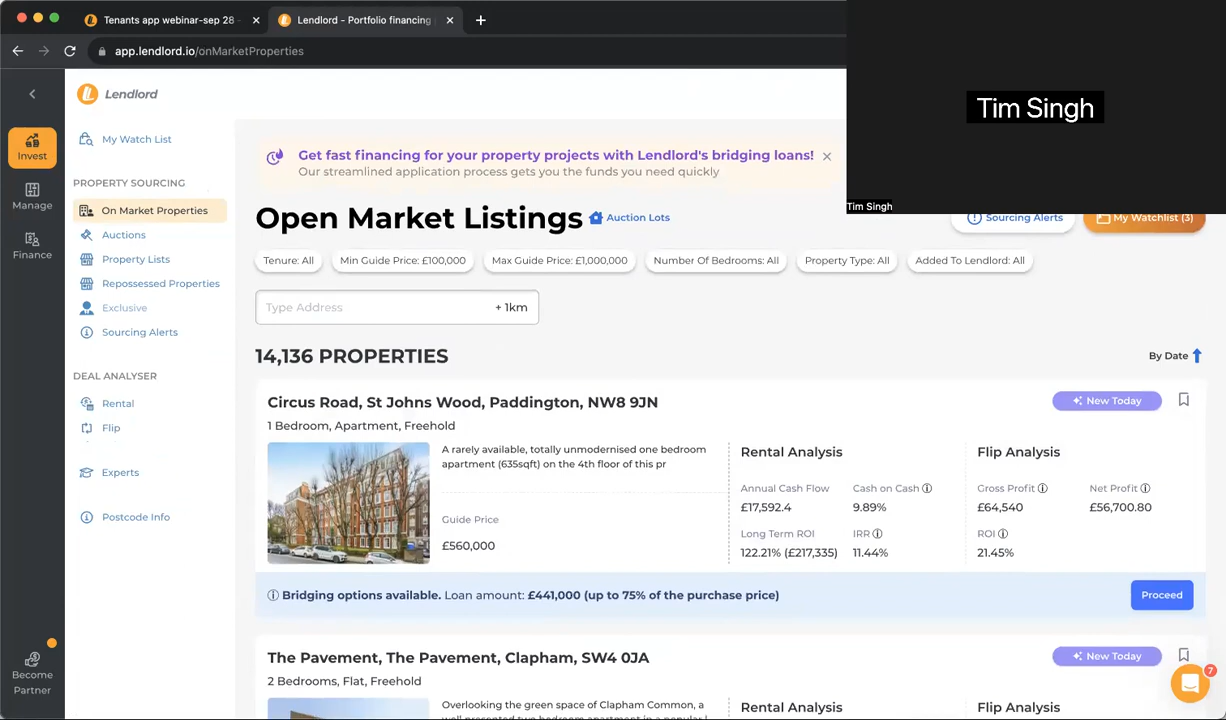 Tenants app webinar-sep 28 -
Lendlord - Portfolio financing
app.lendlord.io/onMarketProperties
Tim Singh
Tim Singh
Lendlord
Invest
Manage
Finance
Become
Partner
My Watch List
PROPERTY SOURCING
On Market Properties
Auctions
Property Lists
Repossessed Properties
Exclusive
Sourcing Alerts
DEAL ANALYSER
Rental
Flip
Experts
Postcode Info
Get fast financing for your property projects with Lendlord's bridging loans!
Our streamlined application process gets you the funds you need quickly
Open Market Listings
Auction Lots
Sourcing Alerts
My Watchlist (3)
Tenure: All
Min Guide Price: £100,000
Max Guide Price: £1,000,000
Number Of Bedrooms: All
Property Type: All
Added To Lendlord: All
Type Address
+ 1km
14,136 PROPERTIES
By Date
Circus Road, St Johns Wood, Paddington, NW8 9JN
New Today
1 Bedroom, Apartment, Freehold
A rarely available, totally unmodernised one bedroom
apartment (635sqft) on the 4th floor of this pr
Guide Price
£560,000
Rental Analysis
Annual Cash Flow
Cash on Cash
£17,592.4
9.89%
Long Term ROI
IRR
122.21% (£217,335)
11.44%
Flip Analysis
Gross Profit
Net Profit
£64,540
£56,700.80
ROI
21.45%
Bridging options available. Loan amount: £441,000 (up to 75% of the purchase price)
Proceed
The Pavement, The Pavement, Clapham, SW4 0JA
New Today
2 Bedrooms, Flat, Freehold
Overlooking the green space of Clapham Common, a
Rental Analysis
Flip Analysis
7